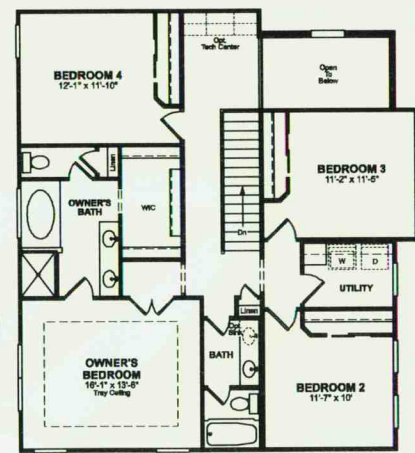 Opt.
Tech Center
BEDROOM 4
12'-1" x 11'-10"
Open
To
Below
BEDROOM 3
11'-2" x 11'-6"
Linen
OWNER'S
BATH
WIC
Dn
W
D
UTILITY
Linen
Opt.
Sink
BATH
OWNER'S
BEDROOM
16'-1" x 13'-6"
Tray Ceiling
BEDROOM 2
11'-7" x 10'